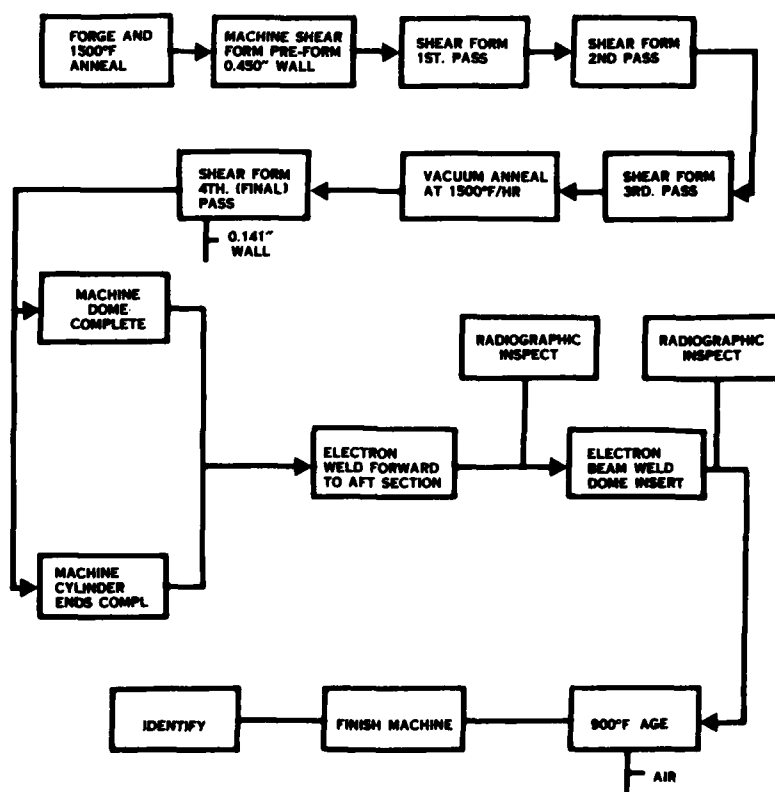 FORGE AND
1500°F
ANNEAL
MACHINE SHEAR
FORM PRE-FORM
0.450" WALL
SHEAR FORM
1ST. PASS
SHEAR FORM
2ND PASS
SHEAR FORM
4TH. (FINAL)
PASS
VACUUM ANNEAL
AT 1500°F/HR
SHEAR FORM
3RD. PASS
0.141"
WALL
MACHINE
DOME
COMPLETE
RADIOGRAPHIC
INSPECT
RADIOGRAPHIC
INSPECT
ELECTRON
WELD FORWARD
TO AFT SECTION
ELECTRON
BEAM WELD
DOME INSERT
MACHINE
CYLINDER
ENDS COMPL
IDENTIFY
FINISH MACHINE
900°F AGE
AIR